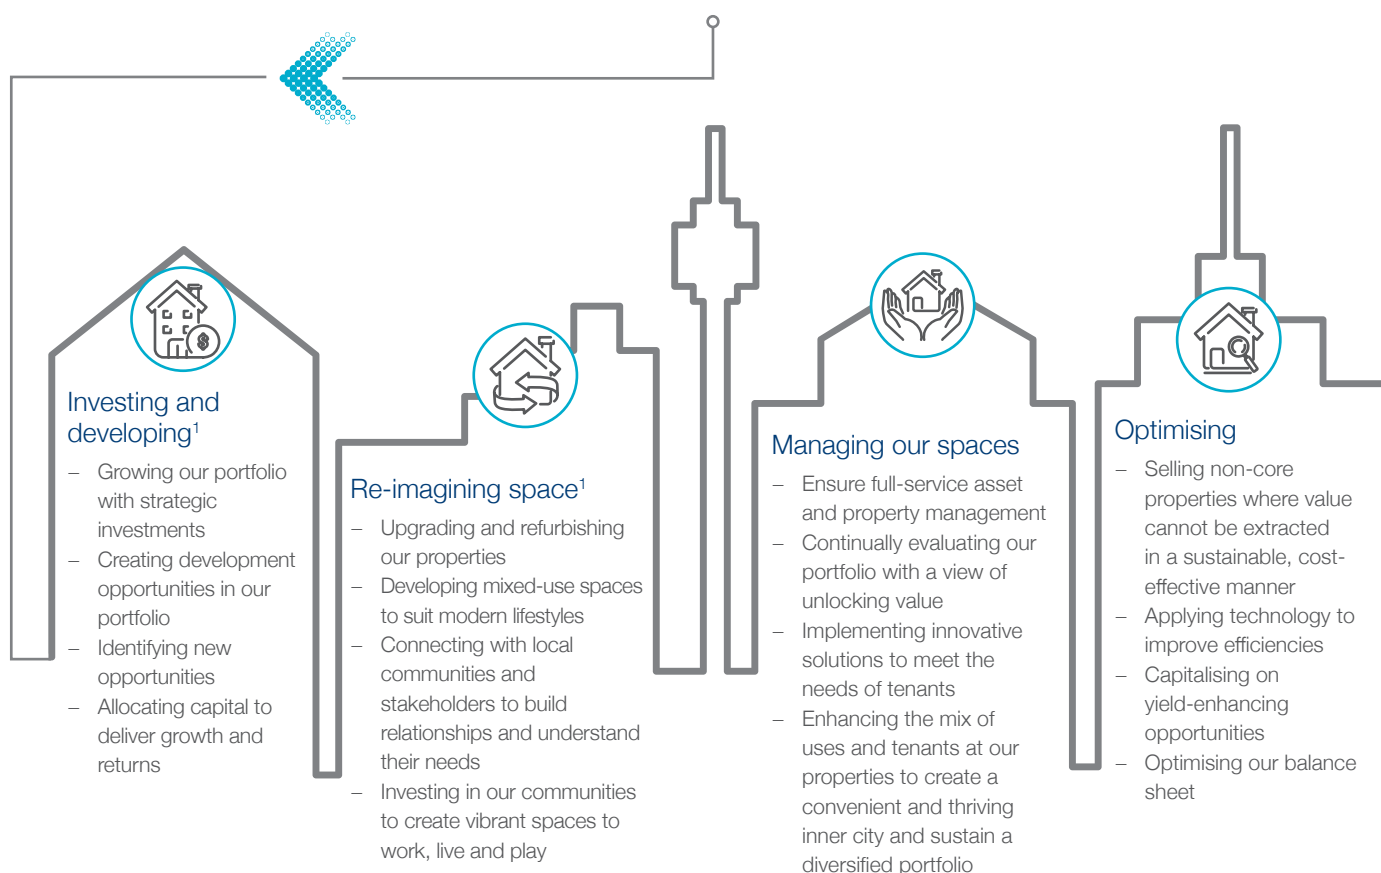 Investing and
developing¹
– Growing our portfolio
with strategic
investments
– Creating development
opportunities in our
portfolio
– Identifying new
opportunities
– Allocating capital to
deliver growth and
returns
Re-imagining space¹
– Upgrading and refurbishing
our properties
– Developing mixed-use spaces
to suit modern lifestyles
– Connecting with local
communities and
stakeholders to build
relationships and understand
their needs
– Investing in our communities
to create vibrant spaces to
work, live and play
Managing our spaces
– Ensure full-service asset
and property management
– Continually evaluating our
portfolio with a view of
unlocking value
– Implementing innovative
solutions to meet the
needs of tenants
– Enhancing the mix of
uses and tenants at our
properties to create a
convenient and thriving
inner city and sustain a
diversified portfolio
Optimising
– Selling non-core
properties where value
cannot be extracted
in a sustainable, cost-
effective manner
– Applying technology to
improve efficiencies
– Capitalising on
yield-enhancing
opportunities
– Optimising our balance
sheet